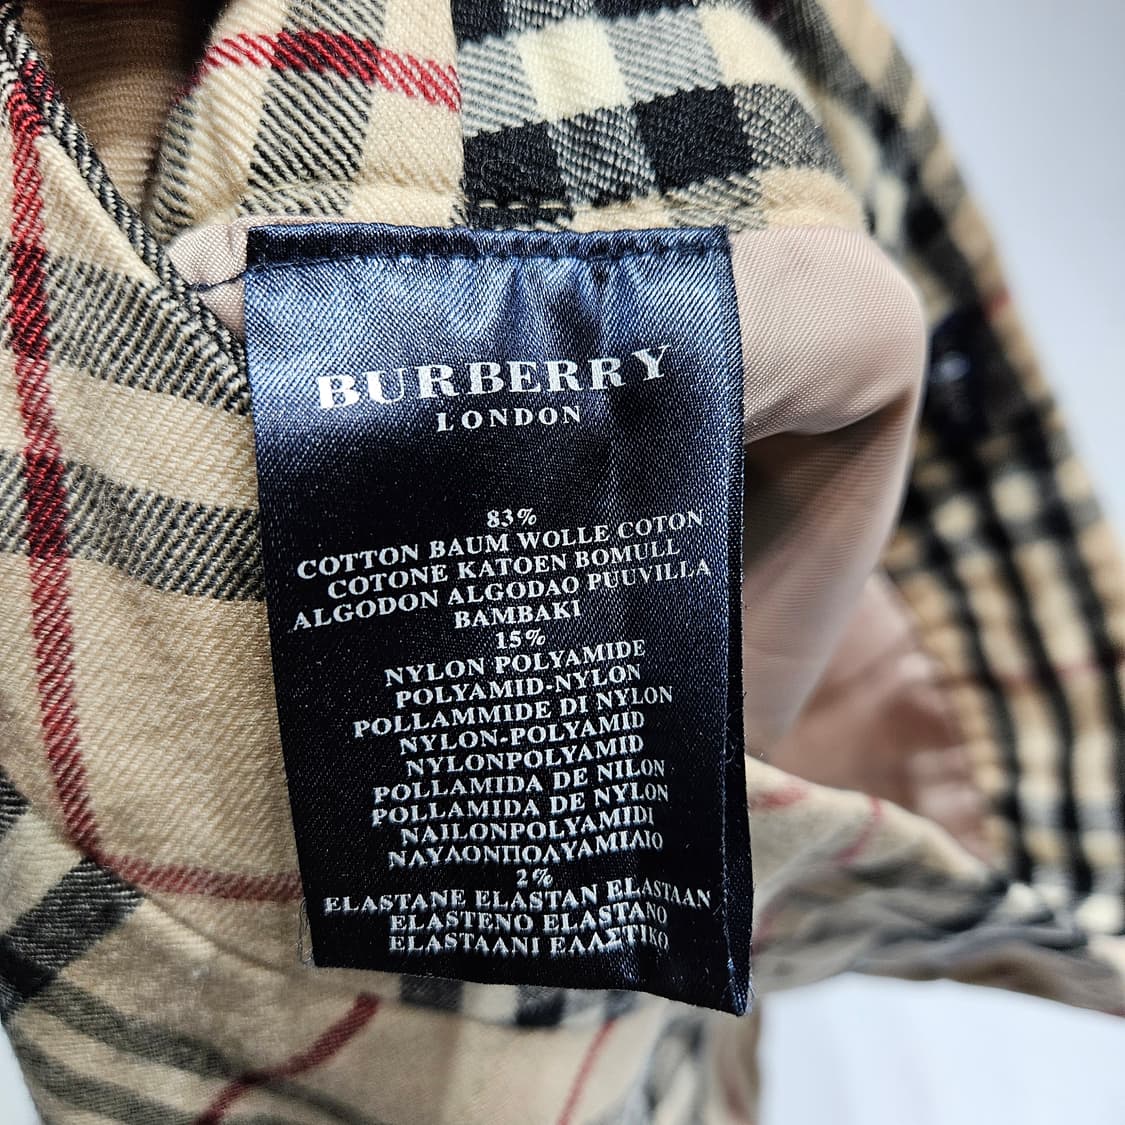 BURBERRY
LONDON
83%
COTTON BAUM WOLLE COTON
COTONE KATOEN BOMULL
ALGODON ALGODAO PUUVILLA
BAMBAKI
15%
NYLON POLYAMIDE
POLYAMID-NYLON
POLLAMMIDE DI NYLON
NYLON-POLYAMID
NYLONPOLYAMID
POLLAMIDA DE NILON
POLLAMIDA DE NYLON
NAILONPOLYAMIDI
ΝΛΥΛΟΝΠΟΛΥΑΜΙΛΙΟ
2%
ELASTANE ELASTAN ELASTAAN
ELASTENO ELASTANO
ELASTAANI ΕΛΑΣΤΙΚΟ